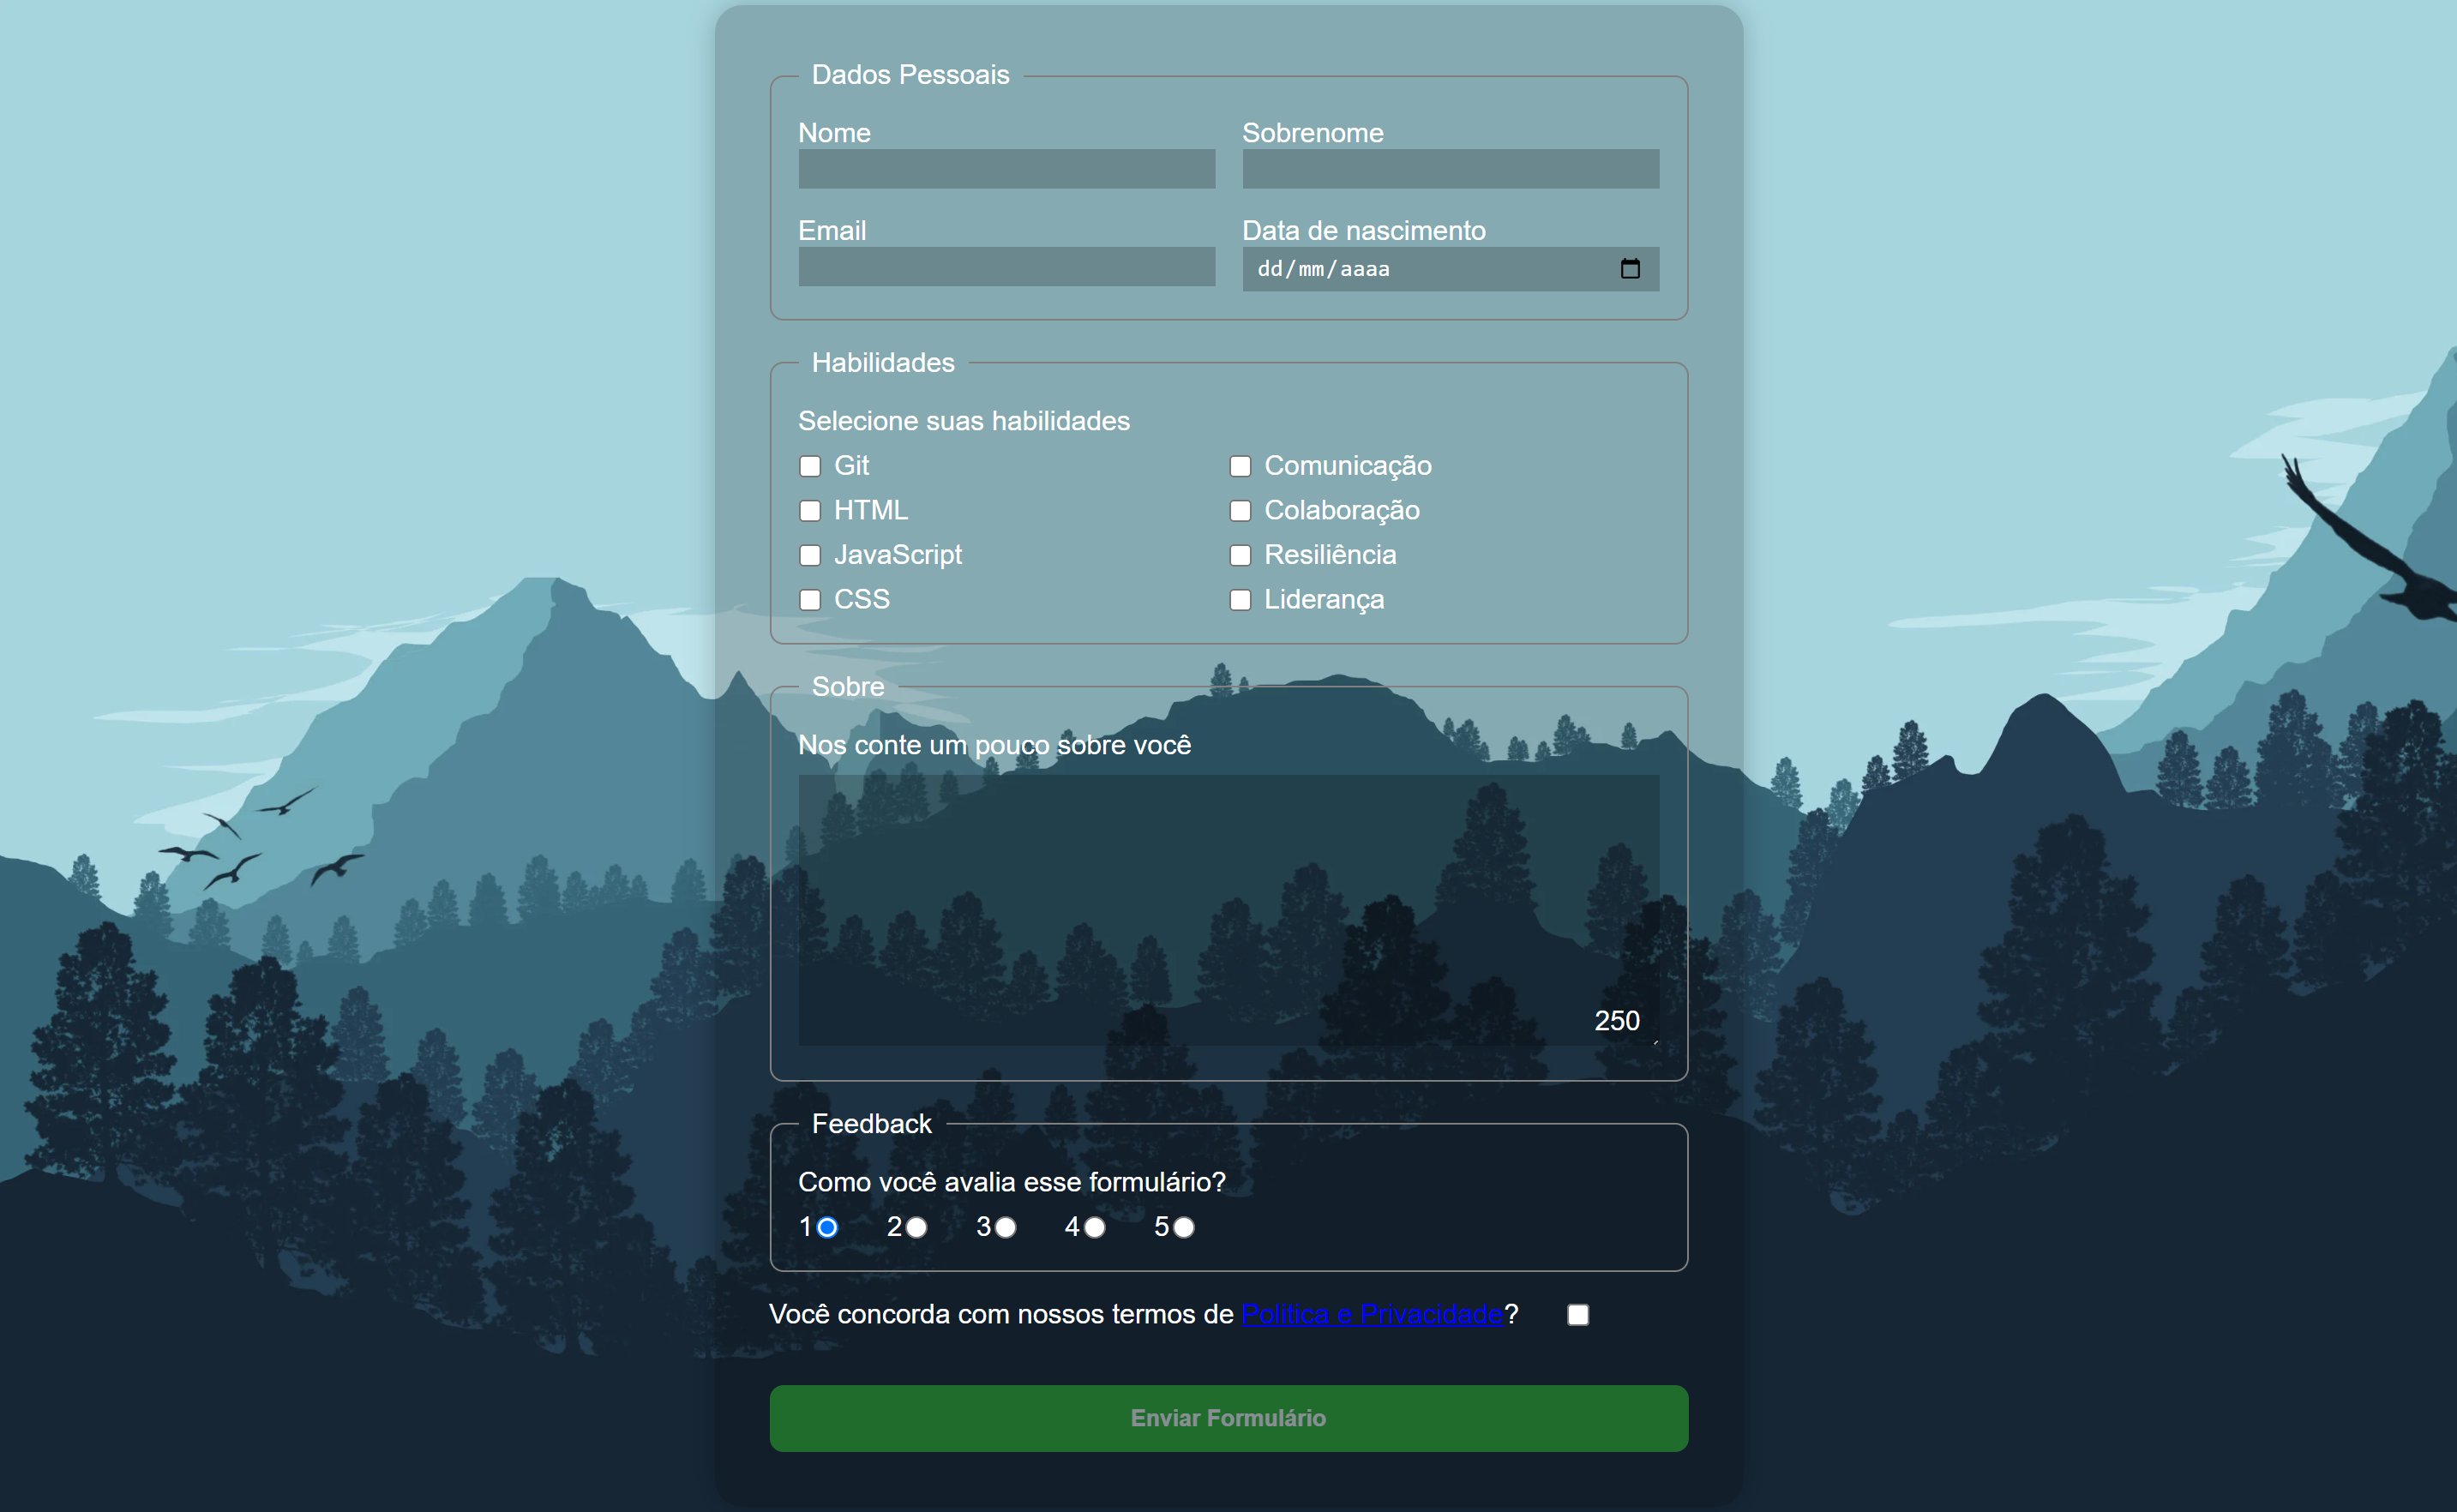 Dados Pessoais
Nome
Sobrenome
Email
Data de nascimento
dd/mm/aaaa
Habilidades
Selecione suas habilidades
Git
Comunicação
HTML
Colaboração
JavaScript
Resiliência
CSS
Liderança
Sobre
Nos conte um pouco sobre você
250
Feedback
Como você avalia esse formulário?
1 2 3 4 5
Você concorda com nossos termos de Politica e Privacidade?
Enviar Formulário